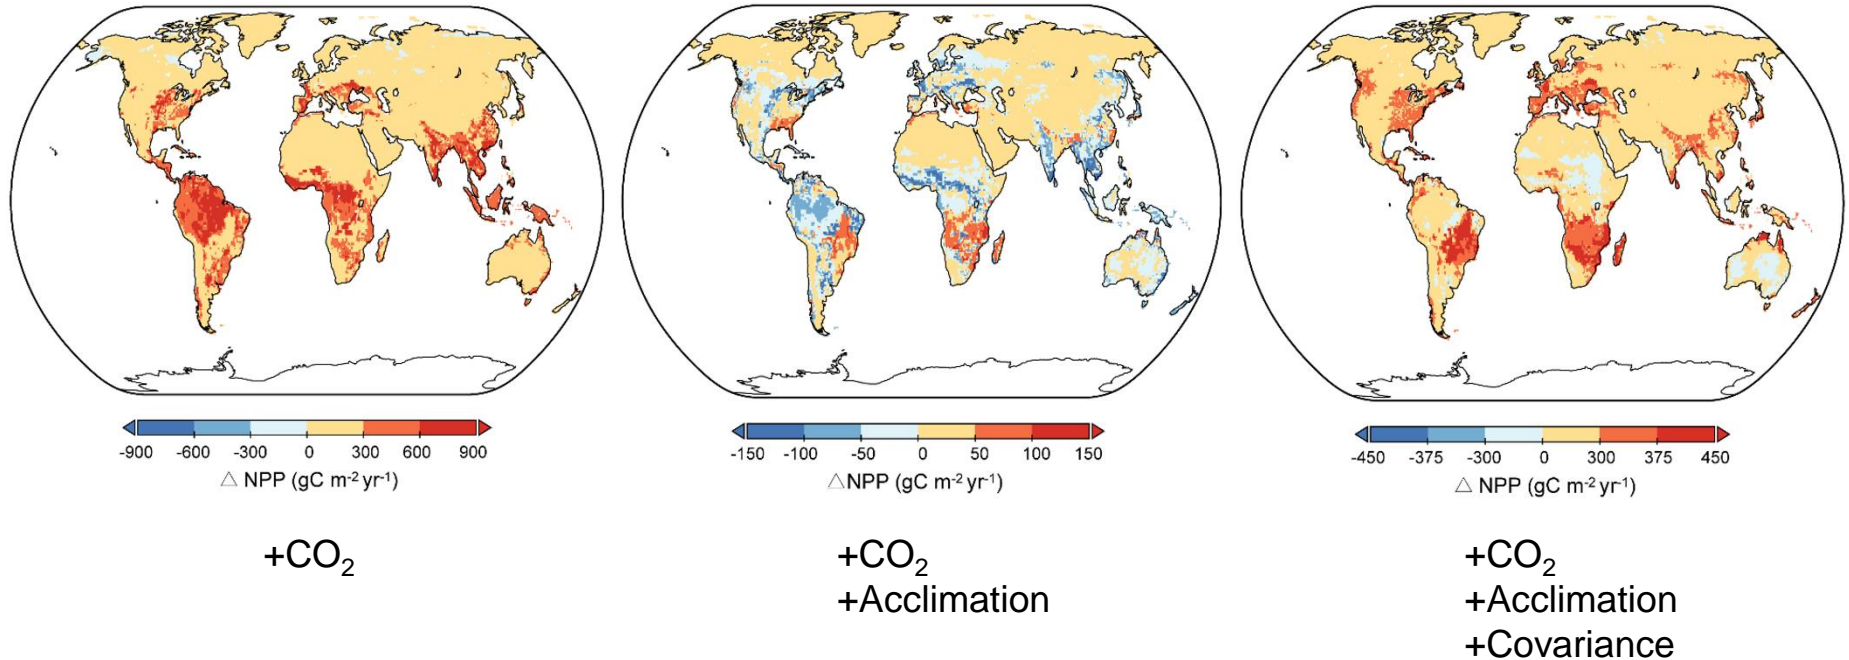 -900 -600 -300 0 300 600 900
△ NPP (gC m⁻² yr⁻¹)
+CO₂
-150 -100 -50 0 50 100 150
△NPP (gC m⁻² yr⁻¹)
+CO₂
+Acclimation
-450 -375 -300 0 300 375 450
△ NPP (gC m⁻² yr⁻¹)
+CO₂
+Acclimation
+Covariance